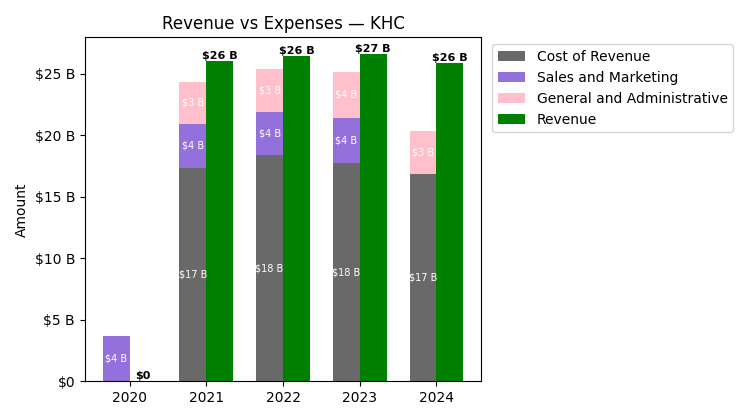 Revenue vs Expenses — KHC
Amount
$25 B
$20 B
$15 B
$10 B
$5 B
$0
$4 B
$0
$17 B
$4 B
$3 B
$26 B
$18 B
$4 B
$3 B
$26 B
$18 B
$4 B
$4 B
$27 B
$17 B
$3 B
$26 B
2020 2021 2022 2023 2024
Cost of Revenue
Sales and Marketing
General and Administrative
Revenue